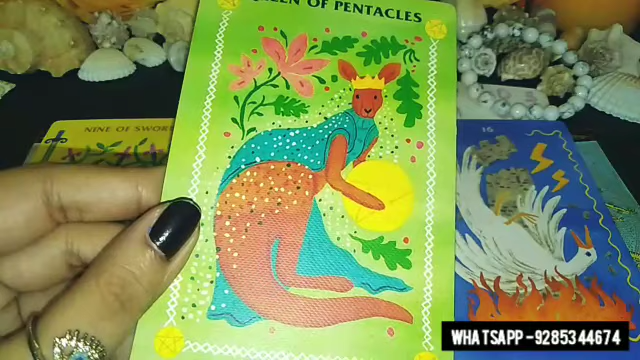 QUEEN OF PENTACLES
NINE OF SWORDS
16
WHATSAPP -9285344674